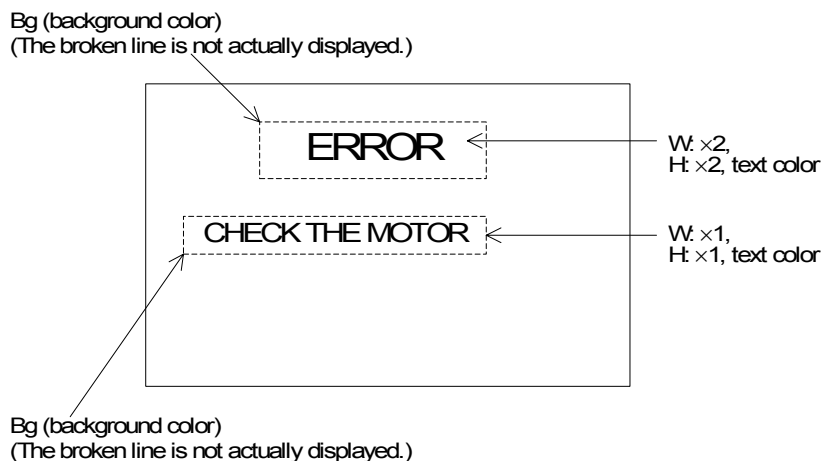 Bg (background color)
(The broken line is not actually displayed.)
ERROR
W: ×2,
H: ×2, text color
CHECK THE MOTOR
W: ×1,
H: ×1, text color
Bg (background color)
(The broken line is not actually displayed.)